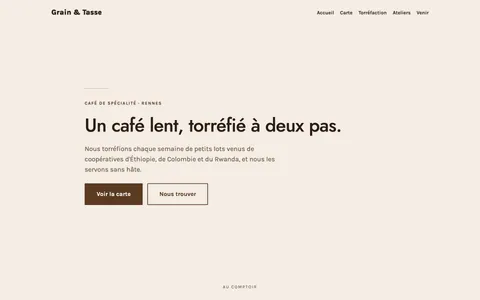 Grain & Tasse
Accueil Carte Torréfaction Ateliers Venir
CAFÉ DE SPÉCIALITÉ · RENNES
Un café lent, torréfié à deux pas.
Nous torréfions chaque semaine de petits lots venus de
coopératives d'Éthiopie, de Colombie et du Rwanda, et nous les
servons sans hâte.
Voir la carte
Nous trouver
AU COMPTOIR